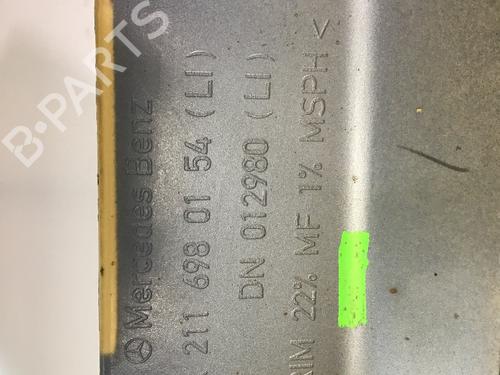 Mercedes Benz
211 698 01 54 (LI)
DN 012980 (LI)
22% MF 1% MSPH <
B-PARTS